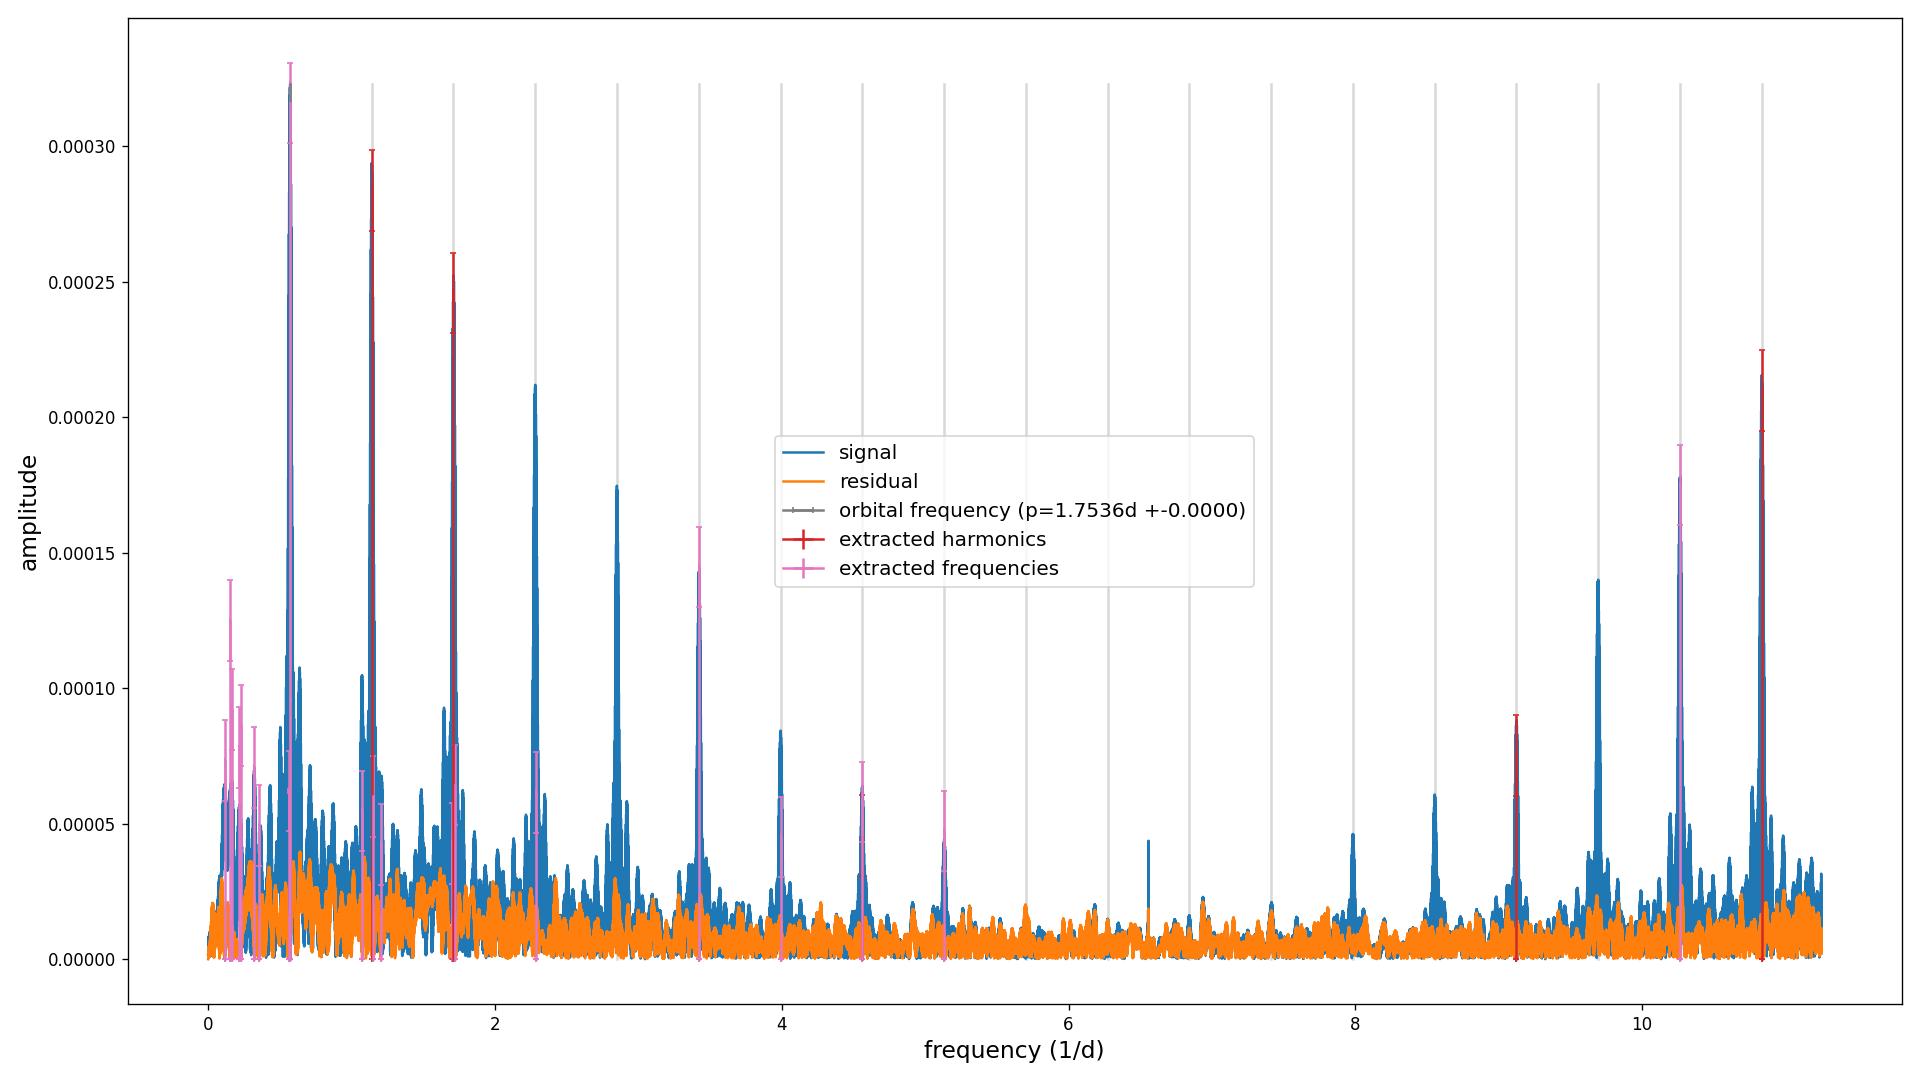 amplitude
0.00030
0.00025
0.00020
0.00015
0.00010
0.00005
0.00000
signal
residual
orbital frequency (p=1.7536d +-0.0000)
extracted harmonics
extracted frequencies
0 2 4 6 8 10
frequency (1/d)